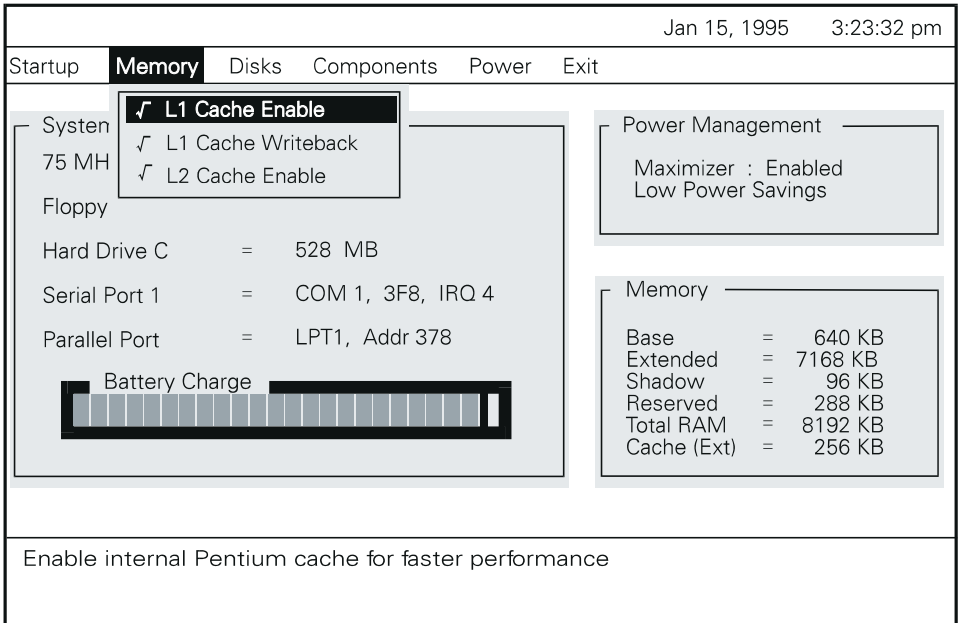 Jan 15, 1995 3:23:32 pm
Startup Memory Disks Components Power Exit
√ L1 Cache Enable
√ L1 Cache Writeback
√ L2 Cache Enable
System
75 MH
Floppy
Hard Drive C = 528 MB
Serial Port 1 = COM 1, 3F8, IRQ 4
Parallel Port = LPT1, Addr 378
Battery Charge
Power Management
Maximizer : Enabled
Low Power Savings
Memory
Base = 640 KB
Extended = 7168 KB
Shadow = 96 KB
Reserved = 288 KB
Total RAM = 8192 KB
Cache (Ext) = 256 KB
Enable internal Pentium cache for faster performance